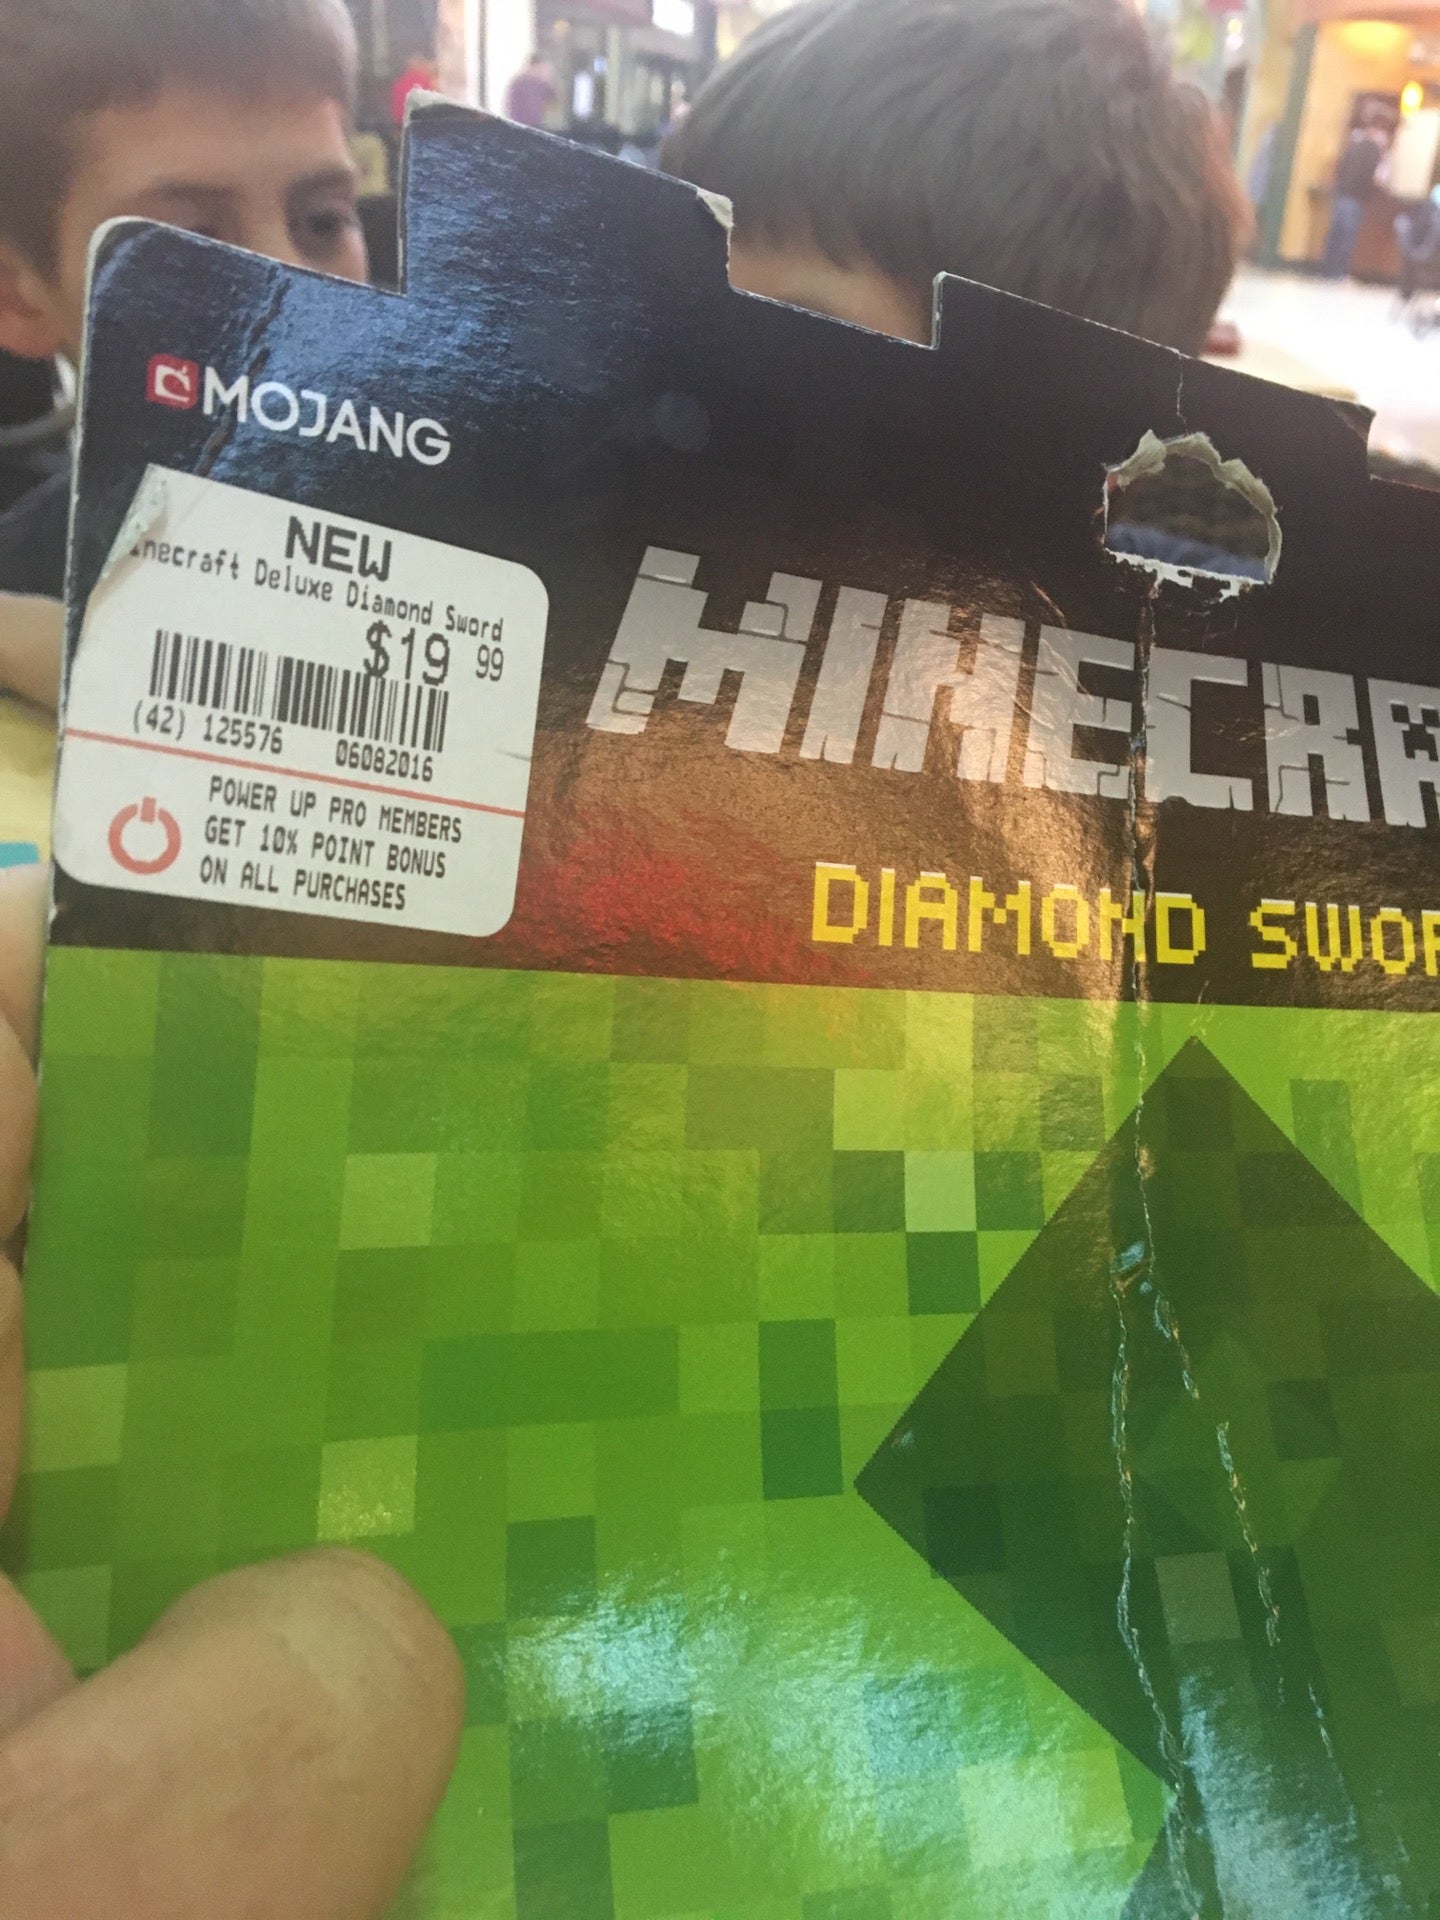 MOJANG
NEW
inecraft Deluxe Diamond Sword
$19 99
(42) 125576 06082016
POWER UP PRO MEMBERS
GET 10% POINT BONUS
ON ALL PURCHASES
MINECRA
DIAMOND SWOR